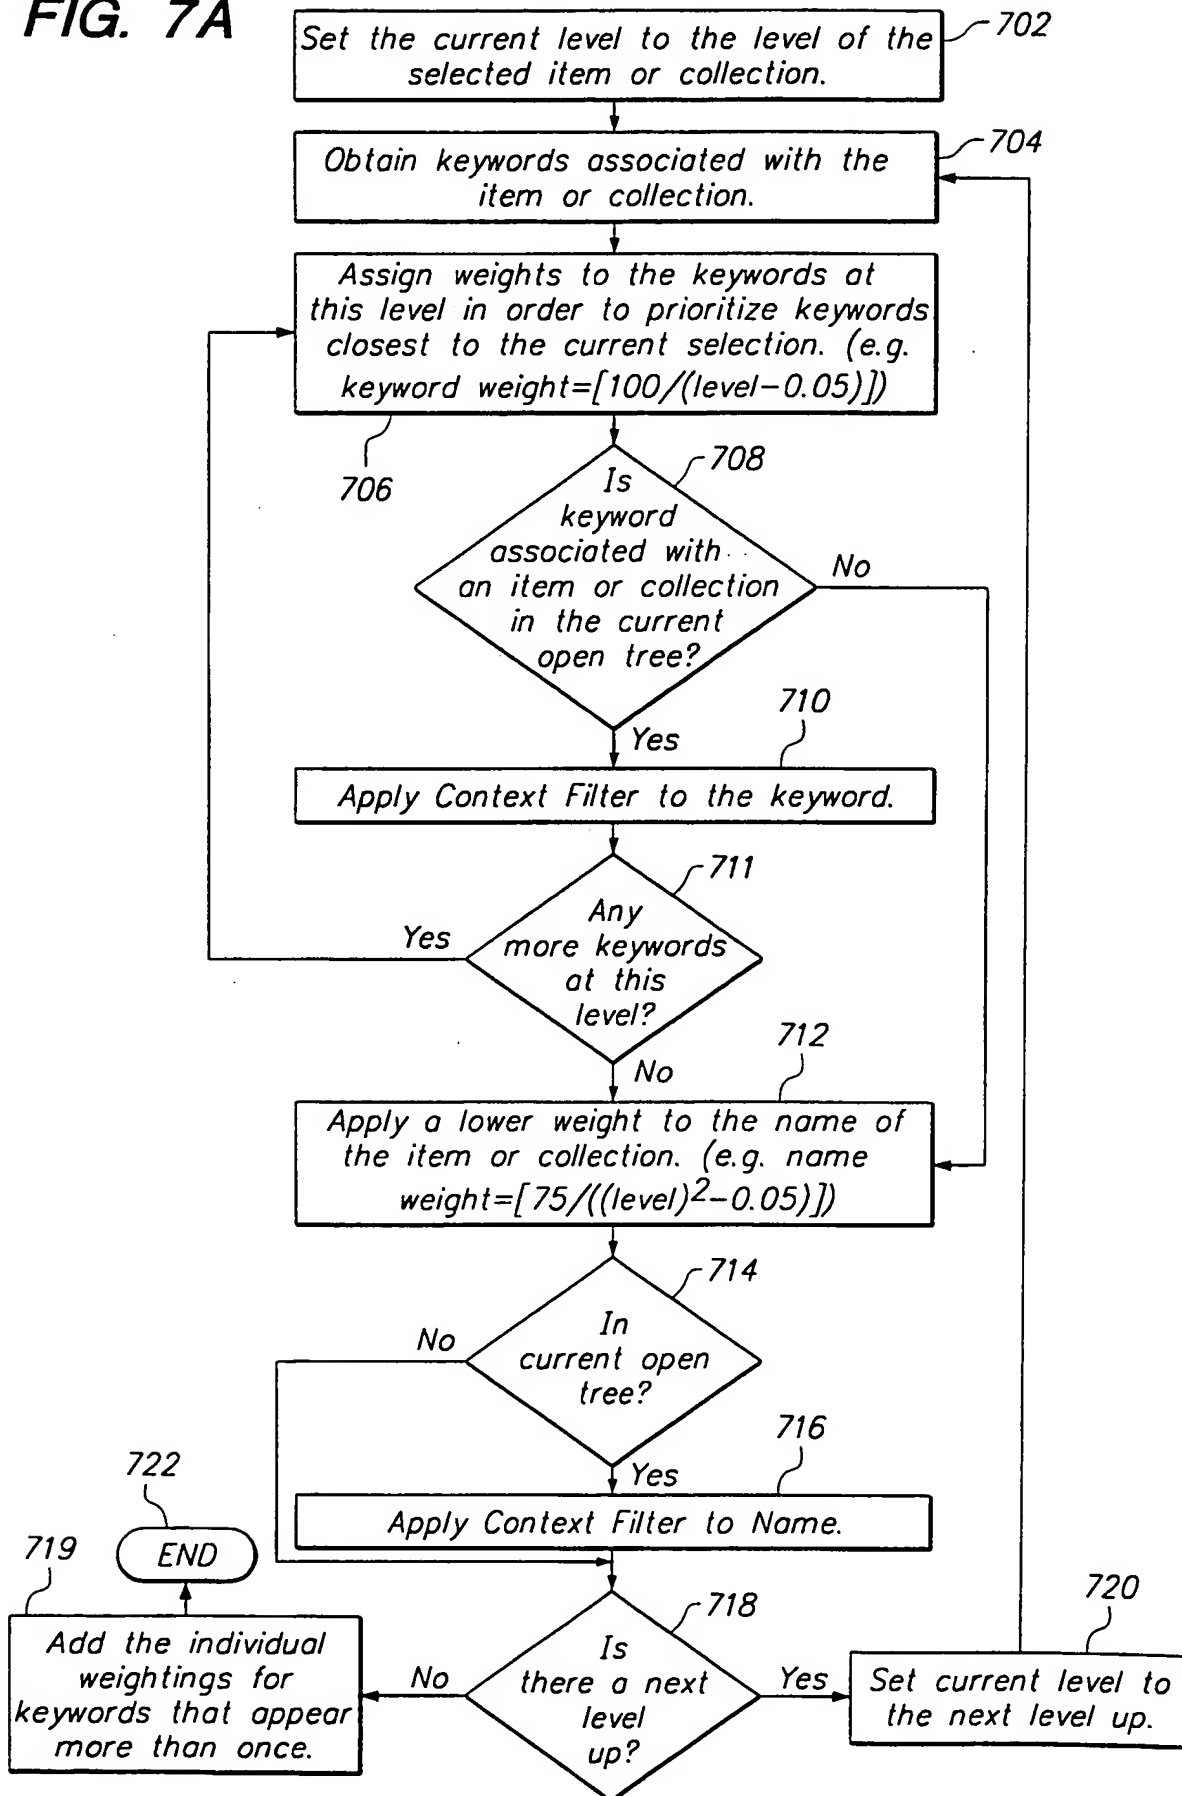 FIG. 7A
Set the current level to the level of the
selected item or collection.
702
Obtain keywords associated with the
item or collection.
704
Assign weights to the keywords at
this level in order to prioritize keywords
closest to the current selection. (e.g.
keyword weight=[100/(level-0.05)])
706
708
Is
keyword
associated with
an item or collection
in the current
open tree?
No
Yes
710
Apply Context Filter to the keyword.
711
Any
more keywords
at this
level?
Yes
No
712
Apply a lower weight to the name of
the item or collection. (e.g. name
weight=[75/((level)²-0.05)])
714
In
current open
tree?
No
Yes
716
Apply Context Filter to Name.
722
END
719
Add the individual
weightings for
keywords that appear
more than once.
718
Is
there a next
level
up?
No
Yes
720
Set current level to
the next level up.